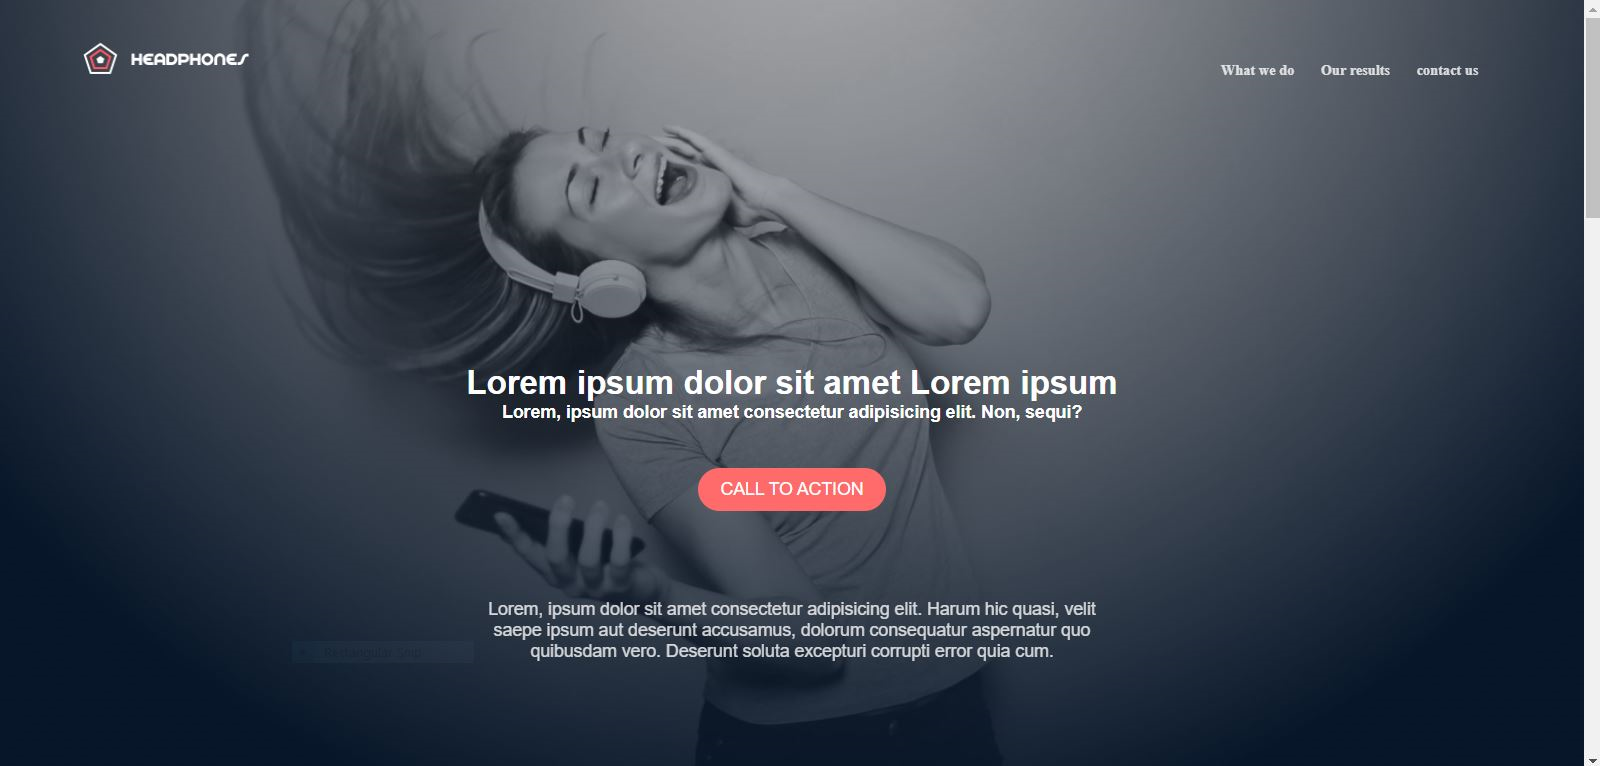 HEADPHONES
What we do
Our results
contact us
Lorem ipsum dolor sit amet Lorem ipsum
Lorem, ipsum dolor sit amet consectetur adipisicing elit. Non, sequi?
CALL TO ACTION
Lorem, ipsum dolor sit amet consectetur adipisicing elit. Harum hic quasi, velit
saepe ipsum aut deserunt accusamus, dolorum consequatur aspernatur quo
quibusdam vero. Deserunt soluta excepturi corrupti error quia cum.
Rectangular Snip